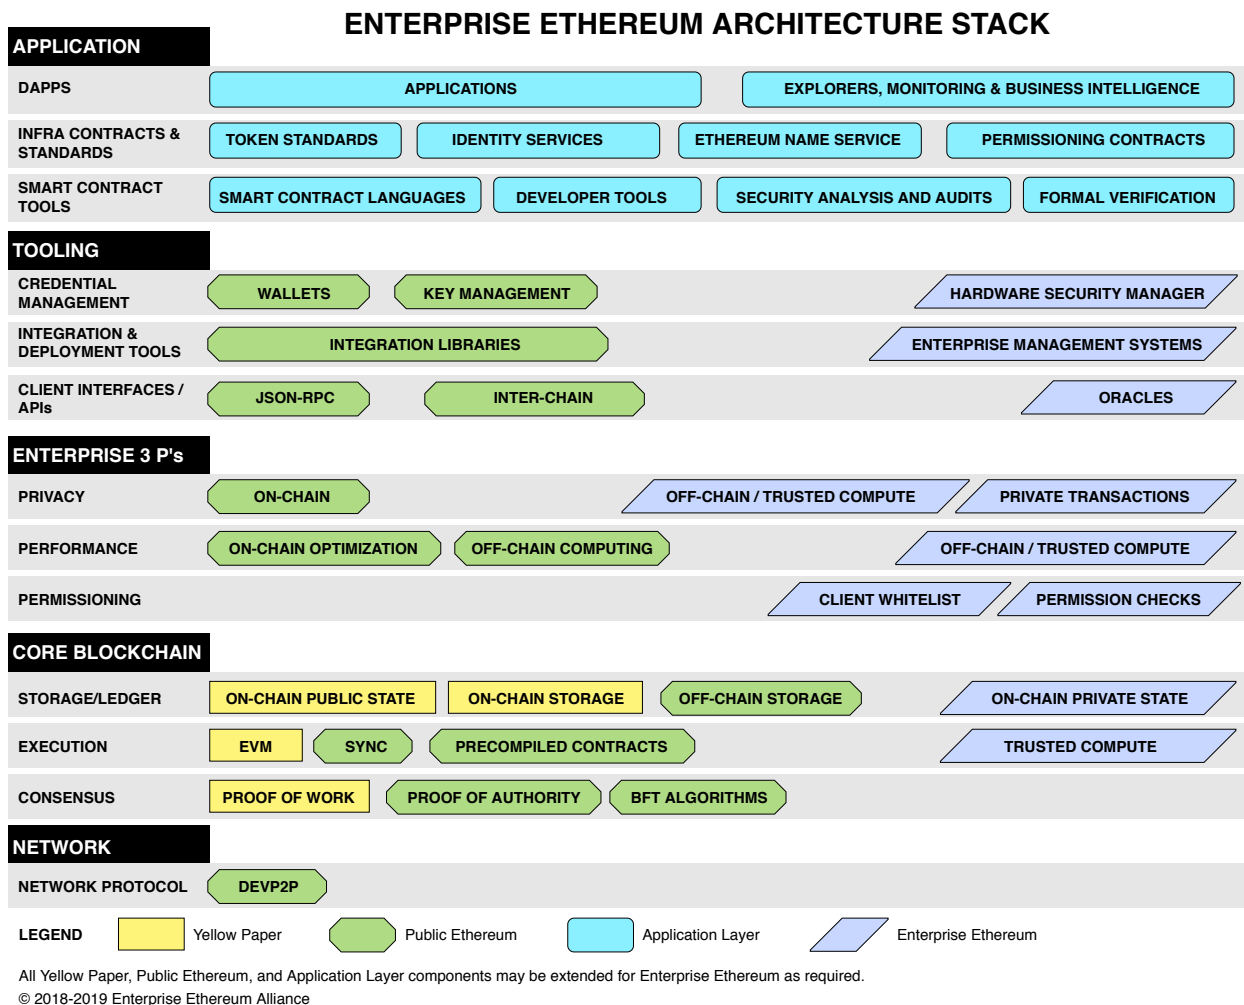 ENTERPRISE ETHEREUM ARCHITECTURE STACK
APPLICATION
DAPPS
APPLICATIONS
EXPLORERS, MONITORING & BUSINESS INTELLIGENCE
INFRA CONTRACTS &
STANDARDS
TOKEN STANDARDS
IDENTITY SERVICES
ETHEREUM NAME SERVICE
PERMISSIONING CONTRACTS
SMART CONTRACT
TOOLS
SMART CONTRACT LANGUAGES
DEVELOPER TOOLS
SECURITY ANALYSIS AND AUDITS
FORMAL VERIFICATION
TOOLING
CREDENTIAL
MANAGEMENT
WALLETS
KEY MANAGEMENT
HARDWARE SECURITY MANAGER
INTEGRATION &
DEPLOYMENT TOOLS
INTEGRATION LIBRARIES
ENTERPRISE MANAGEMENT SYSTEMS
CLIENT INTERFACES /
APIs
JSON-RPC
INTER-CHAIN
ORACLES
ENTERPRISE 3 P's
PRIVACY
ON-CHAIN
OFF-CHAIN / TRUSTED COMPUTE
PRIVATE TRANSACTIONS
PERFORMANCE
ON-CHAIN OPTIMIZATION
OFF-CHAIN COMPUTING
OFF-CHAIN / TRUSTED COMPUTE
PERMISSIONING
CLIENT WHITELIST
PERMISSION CHECKS
CORE BLOCKCHAIN
STORAGE/LEDGER
ON-CHAIN PUBLIC STATE
ON-CHAIN STORAGE
OFF-CHAIN STORAGE
ON-CHAIN PRIVATE STATE
EXECUTION
EVM
SYNC
PRECOMPILED CONTRACTS
TRUSTED COMPUTE
CONSENSUS
PROOF OF WORK
PROOF OF AUTHORITY
BFT ALGORITHMS
NETWORK
NETWORK PROTOCOL
DEVP2P
LEGEND
Yellow Paper
Public Ethereum
Application Layer
Enterprise Ethereum
All Yellow Paper, Public Ethereum, and Application Layer components may be extended for Enterprise Ethereum as required.
© 2018-2019 Enterprise Ethereum Alliance